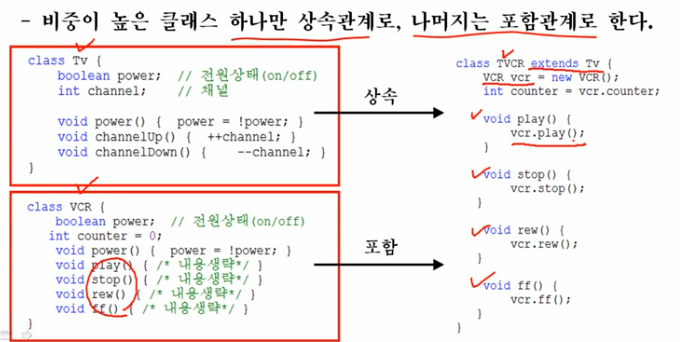 - 비중이 높은 클래스 하나만 상속관계로, 나머지는 포함관계로 한다.
class Tv {
boolean power; // 전원상태(on/off)
int channel; // 채널
void power() { power = !power; }
void channelUp() { ++channel; }
void channelDown() { --channel; }
}
상속
class VCR {
boolean power; // 전원상태(on/off)
int counter = 0;
void power() { power = !power; }
void play() { /* 내용생략*/ }
void stop() { /* 내용생략*/ }
void rew() { /* 내용생략*/ }
void ff() { /* 내용생략*/ }
}
포함
class TVCR extends Tv {
VCR vcr = new VCR();
int counter = vcr.counter;
void play() {
vcr.play();
}
void stop() {
vcr.stop();
}
void rew() {
vcr.rew();
}
void ff() {
vcr.ff();
}
}